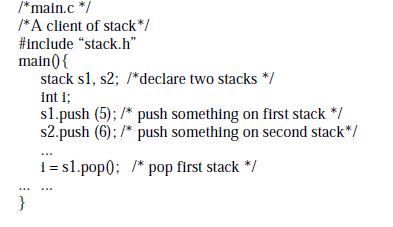 /*main.c */
/*A client of stack*/
#include “stack.h”
main(){
stack s1, s2; /*declare two stacks */
int i;
s1.push (5); /* push something on first stack */
s2.push (6); /* push something on second stack*/
...
i = s1.pop(); /* pop first stack */
... ...
}